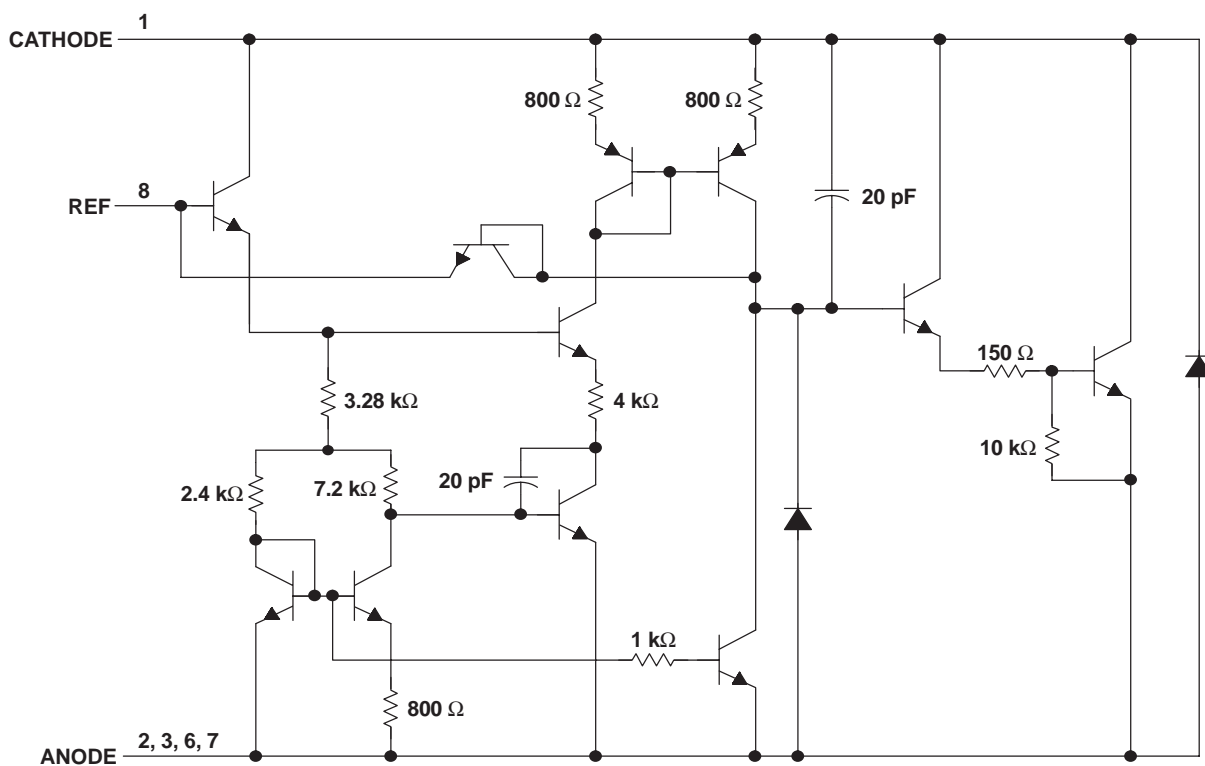 1
CATHODE
800 Ω
800 Ω
8
REF
20 pF
150 Ω
3.28 kΩ
4 kΩ
10 kΩ
2.4 kΩ
7.2 kΩ
20 pF
1 kΩ
800 Ω
2, 3, 6, 7
ANODE